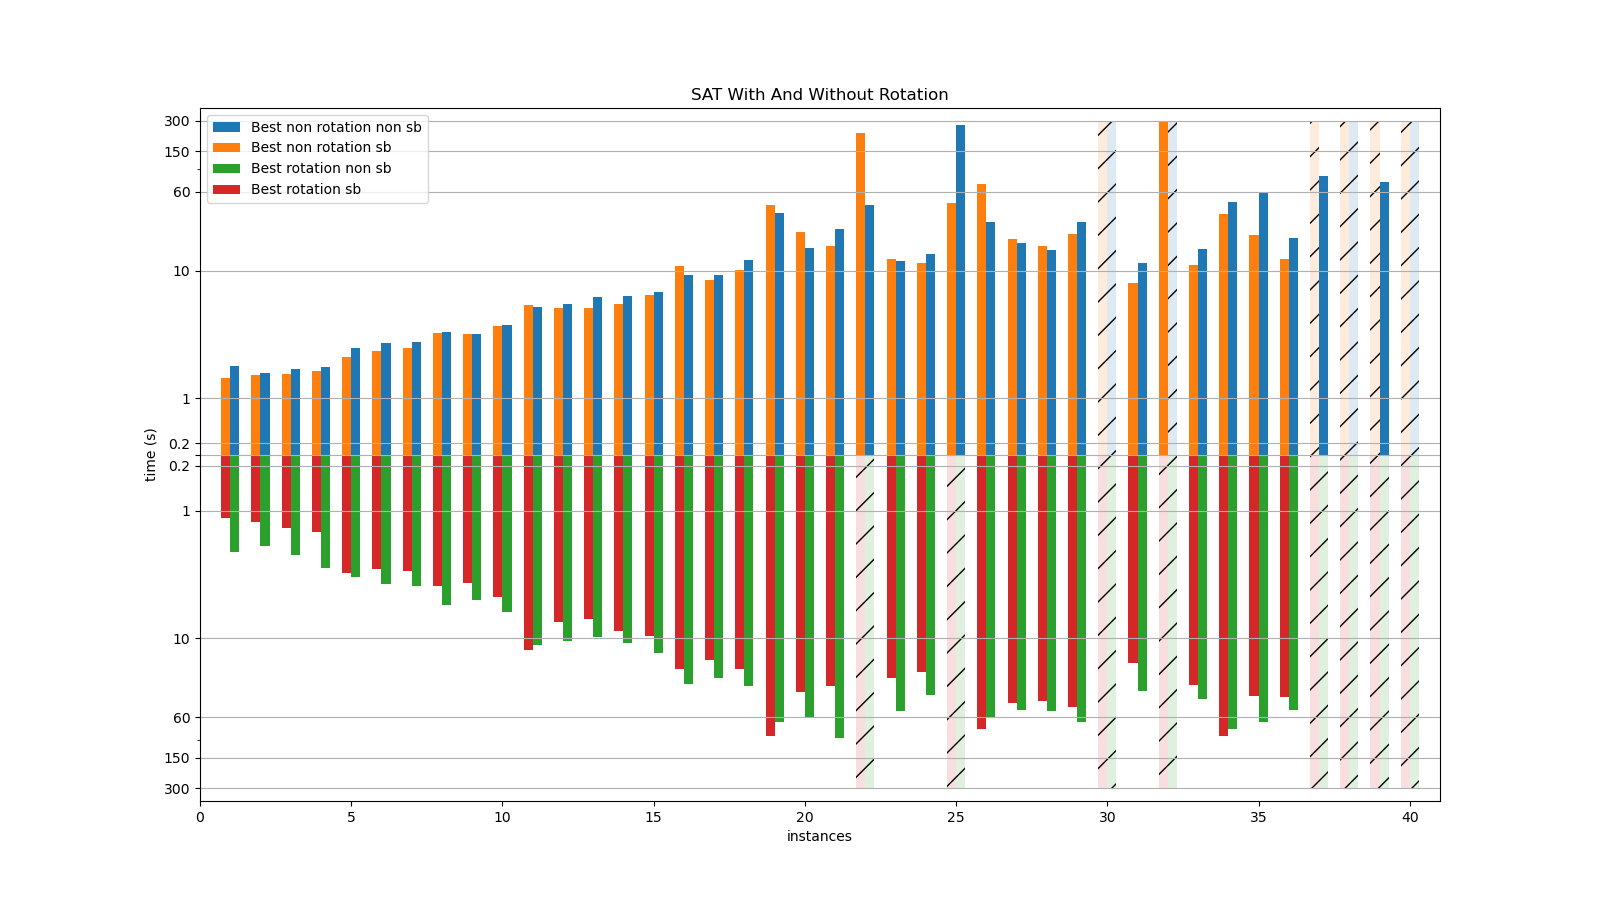 SAT With And Without Rotation
Best non rotation non sb
Best non rotation sb
Best rotation non sb
Best rotation sb
300
150
60
10
1
0.2
0.2
1
10
60
150
300
time (s)
0 5 10 15 20 25 30 35 40
instances